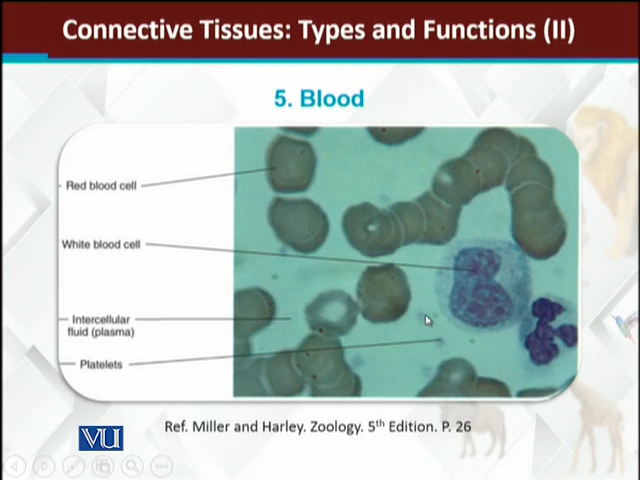 Connective Tissues: Types and Functions (II)
5. Blood
Red blood cell
White blood cell
Intercellular
fluid (plasma)
Platelets
Ref. Miller and Harley. Zoology. 5th Edition. P. 26
VU